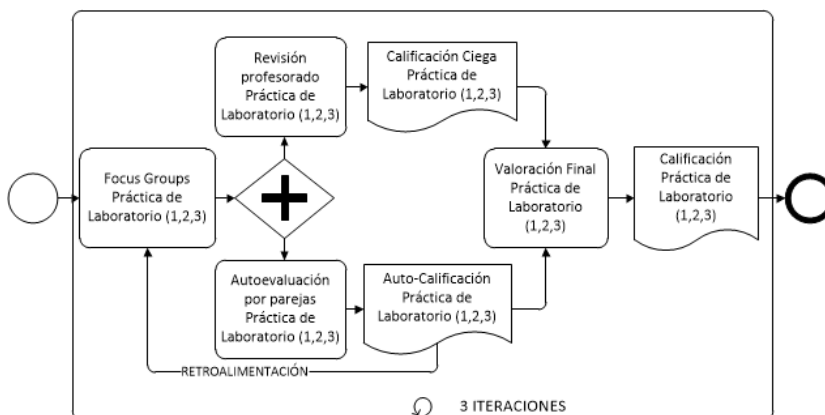 Revisión
profesorado
Práctica de
Laboratorio (1,2,3)
Calificación Ciega
Práctica de
Laboratorio (1,2,3)
Focus Groups
Práctica de
Laboratorio (1,2,3)
Valoración Final
Práctica de
Laboratorio
(1,2,3)
Calificación
Práctica de
Laboratorio
(1,2,3)
Autoevaluación
por parejas
Práctica de
Laboratorio (1,2,3)
Auto-Calificación
Práctica de
Laboratorio (1,2,3)
RETROALIMENTACIÓN
3 ITERACIONES